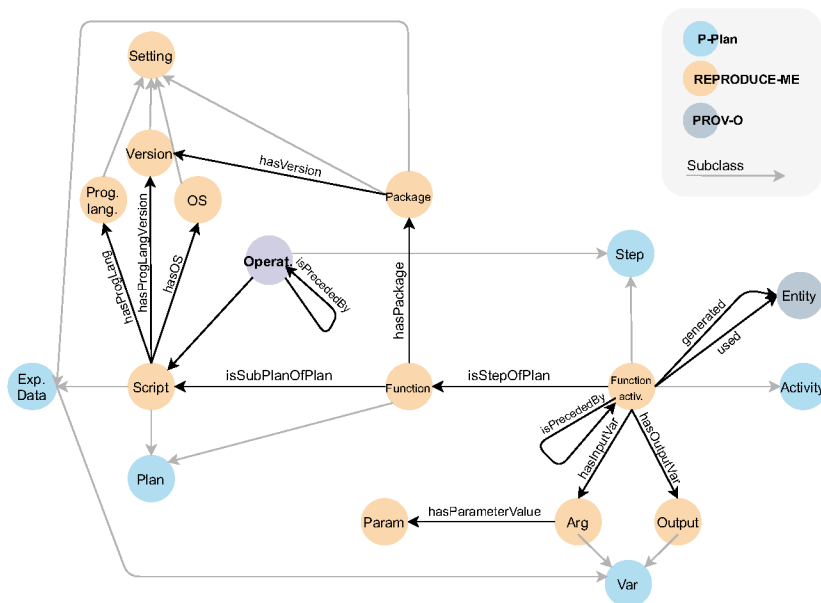 P-Plan
REPRODUCE-ME
PROV-O
Subclass
Setting
Version
hasVersion
Prog.
lang.
OS
Package
hasProgLang
hasProgLangVersion
hasOS
Operat.
isPrecededBy
hasPackage
Step
Entity
generated
used
Exp.
Data
Script
isSubPlanOfPlan
Function
isStepOfPlan
Function
activ.
Activity
isPrecededBy
hasInputVar
hasOutputVar
Plan
Param
hasParameterValue
Arg
Output
Var